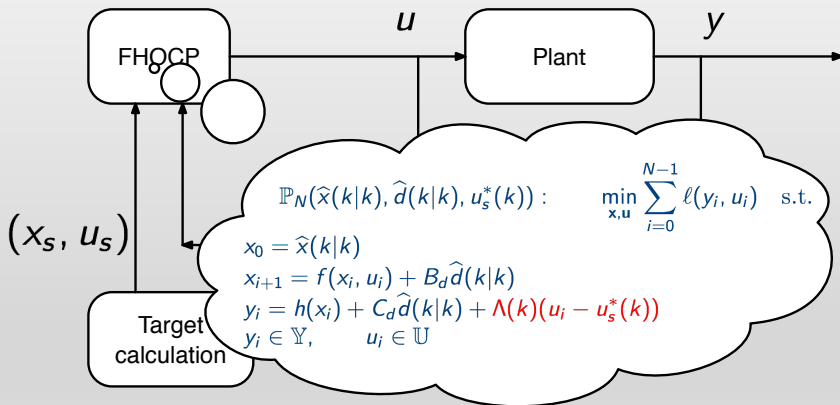 u
y
FHOCP
Plant
ℙ_N(x̂(k|k), d̂(k|k), u_s^*(k)) : min_{x,u} ∑_{i=0}^{N−1} ℓ(y_i, u_i) s.t.
(x_s, u_s)
x_0 = x̂(k|k)
x_{i+1} = f(x_i, u_i) + B_d d̂(k|k)
y_i = h(x_i) + C_d d̂(k|k) + Λ(k)(u_i − u_s^*(k))
y_i ∈ 𝕐, u_i ∈ 𝕌
Target
calculation